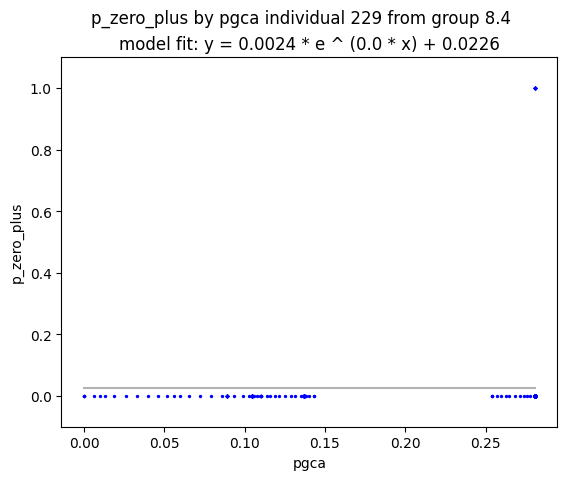 p_zero_plus by pgca individual 229 from group 8.4
model fit: y = 0.0024 * e ^ (0.0 * x) + 0.0226
1.0
0.8
0.6
0.4
0.2
0.0
p_zero_plus
0.00 0.05 0.10 0.15 0.20 0.25
pgca